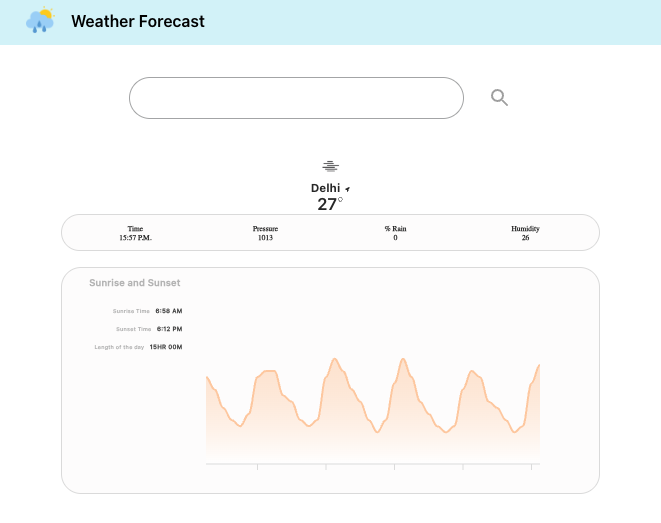 Weather Forecast
Delhi
27°
Time Pressure % Rain Humidity
15:57 P.M. 1013 0 26
Sunrise and Sunset
Sunrise Time 6:58 AM
Sunset Time 6:12 PM
Length of the day 15HR 00M